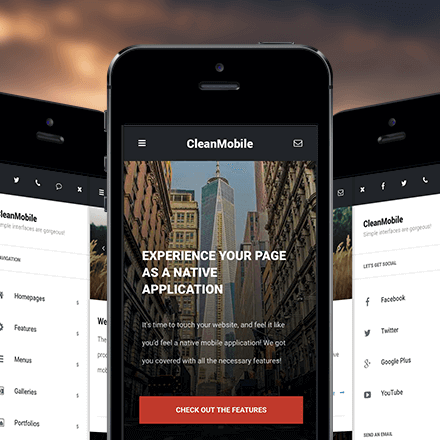 CleanMobile
EXPERIENCE YOUR PAGE
AS A NATIVE
APPLICATION
It's time to touch your website, and feel it like
you'd feel a native mobile application! We got
you covered with all the necessary features!
CHECK OUT THE FEATURES
CleanMobile
Simple interfaces are gorgeous!
NAVIGATION
Homepages
Features
Menus
Galleries
Portfolios
CleanMobile
Simple interfaces are gorgeous!
LET'S GET SOCIAL
Facebook
Twitter
Google Plus
YouTube
SEND AN EMAIL